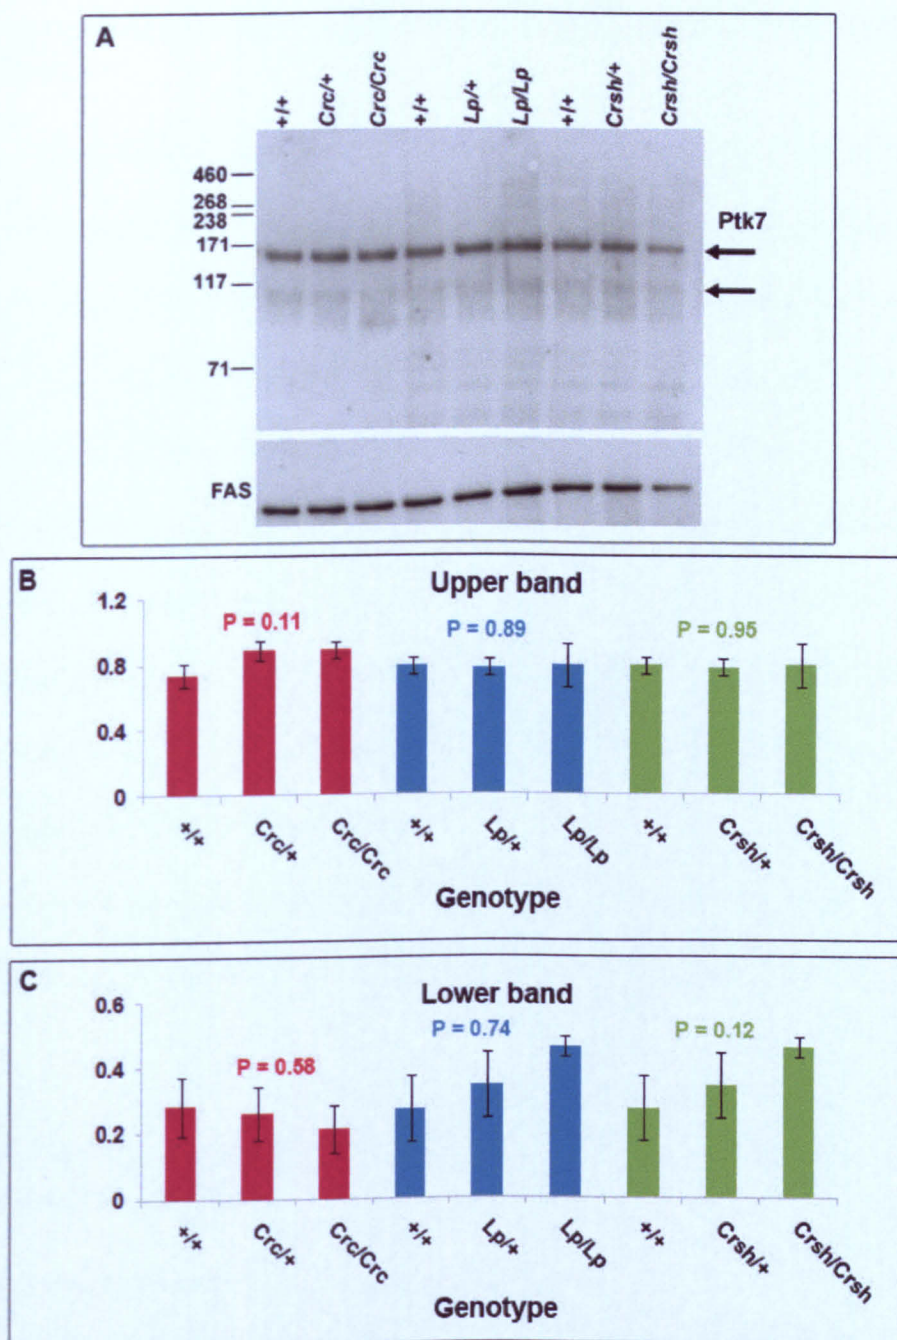 A
+/+ Crc/+ Crc/Crc +/+ Lp/+ Lp/Lp +/+ Crsh/+ Crsh/Crsh
460
268
238
Ptk7
171
117
71
FAS
B
Upper band
1.2
P = 0.11 P = 0.89 P = 0.95
0.8
0.4
0
+/+ Crc/+ Crc/Crc +/+ Lp/+ Lp/Lp +/+ Crsh/+ Crsh/Crsh
Genotype
C
Lower band
0.6
P = 0.58 P = 0.74 P = 0.12
0.4
0.2
0
+/+ Crc/+ Crc/Crc +/+ Lp/+ Lp/Lp +/+ Crsh/+ Crsh/Crsh
Genotype